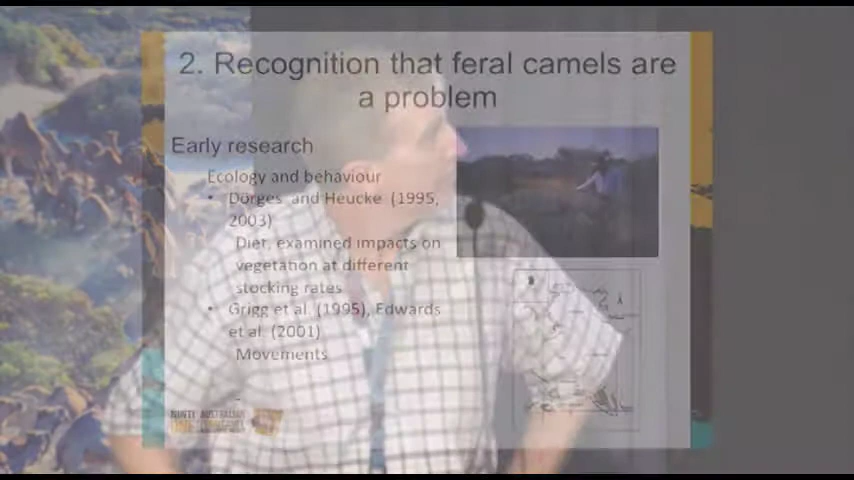 2. Recognition that feral camels are
a problem
Early research
Ecology and behaviour
• Dörges and Heucke (1995,
2003)
Diet, examined impacts on
vegetation at different
stocking rates
• Grigg et al. (1995), Edwards
et al. (2001)
Movements
AUSTRALIAN